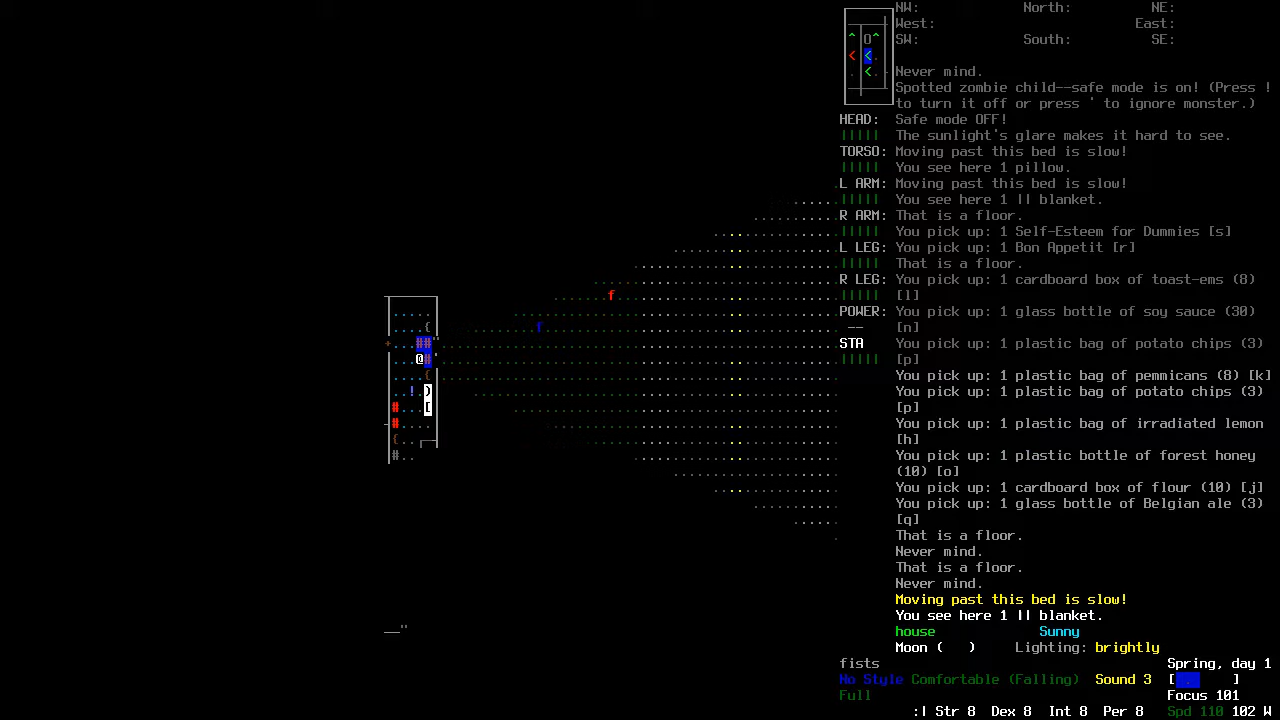 NW: North: NE:
West: East:
SW: South: SE:
Never mind.
Spotted zombie child--safe mode is on! (Press !
to turn it off or press ' to ignore monster.)
HEAD: Safe mode OFF!
||||| The sunlight's glare makes it hard to see.
TORSO: Moving past this bed is slow!
||||| You see here 1 pillow.
L ARM: Moving past this bed is slow!
||||| You see here 1 || blanket.
R ARM: That is a floor.
||||| You pick up: 1 Self-Esteem for Dummies [s]
L LEG: You pick up: 1 Bon Appetit [r]
||||| That is a floor.
R LEG: You pick up: 1 cardboard box of toast-ems (8)
||||| [l]
POWER: You pick up: 1 glass bottle of soy sauce (30)
-- [n]
STA You pick up: 1 plastic bag of potato chips (3)
||||| [p]
You pick up: 1 plastic bag of pemmicans (8) [k]
You pick up: 1 plastic bag of potato chips (3)
[p]
You pick up: 1 plastic bag of irradiated lemon
[h]
You pick up: 1 plastic bottle of forest honey
(10) [o]
You pick up: 1 cardboard box of flour (10) [j]
You pick up: 1 glass bottle of Belgian ale (3)
[q]
That is a floor.
Never mind.
That is a floor.
Never mind.
Moving past this bed is slow!
You see here 1 || blanket.
house Sunny
Moon ( ) Lighting: brightly
fists Spring, day 1
No Style Comfortable (Falling) Sound 3 [ ]
Full Focus 101
:| Str 8 Dex 8 Int 8 Per 8 Spd 110 102 W